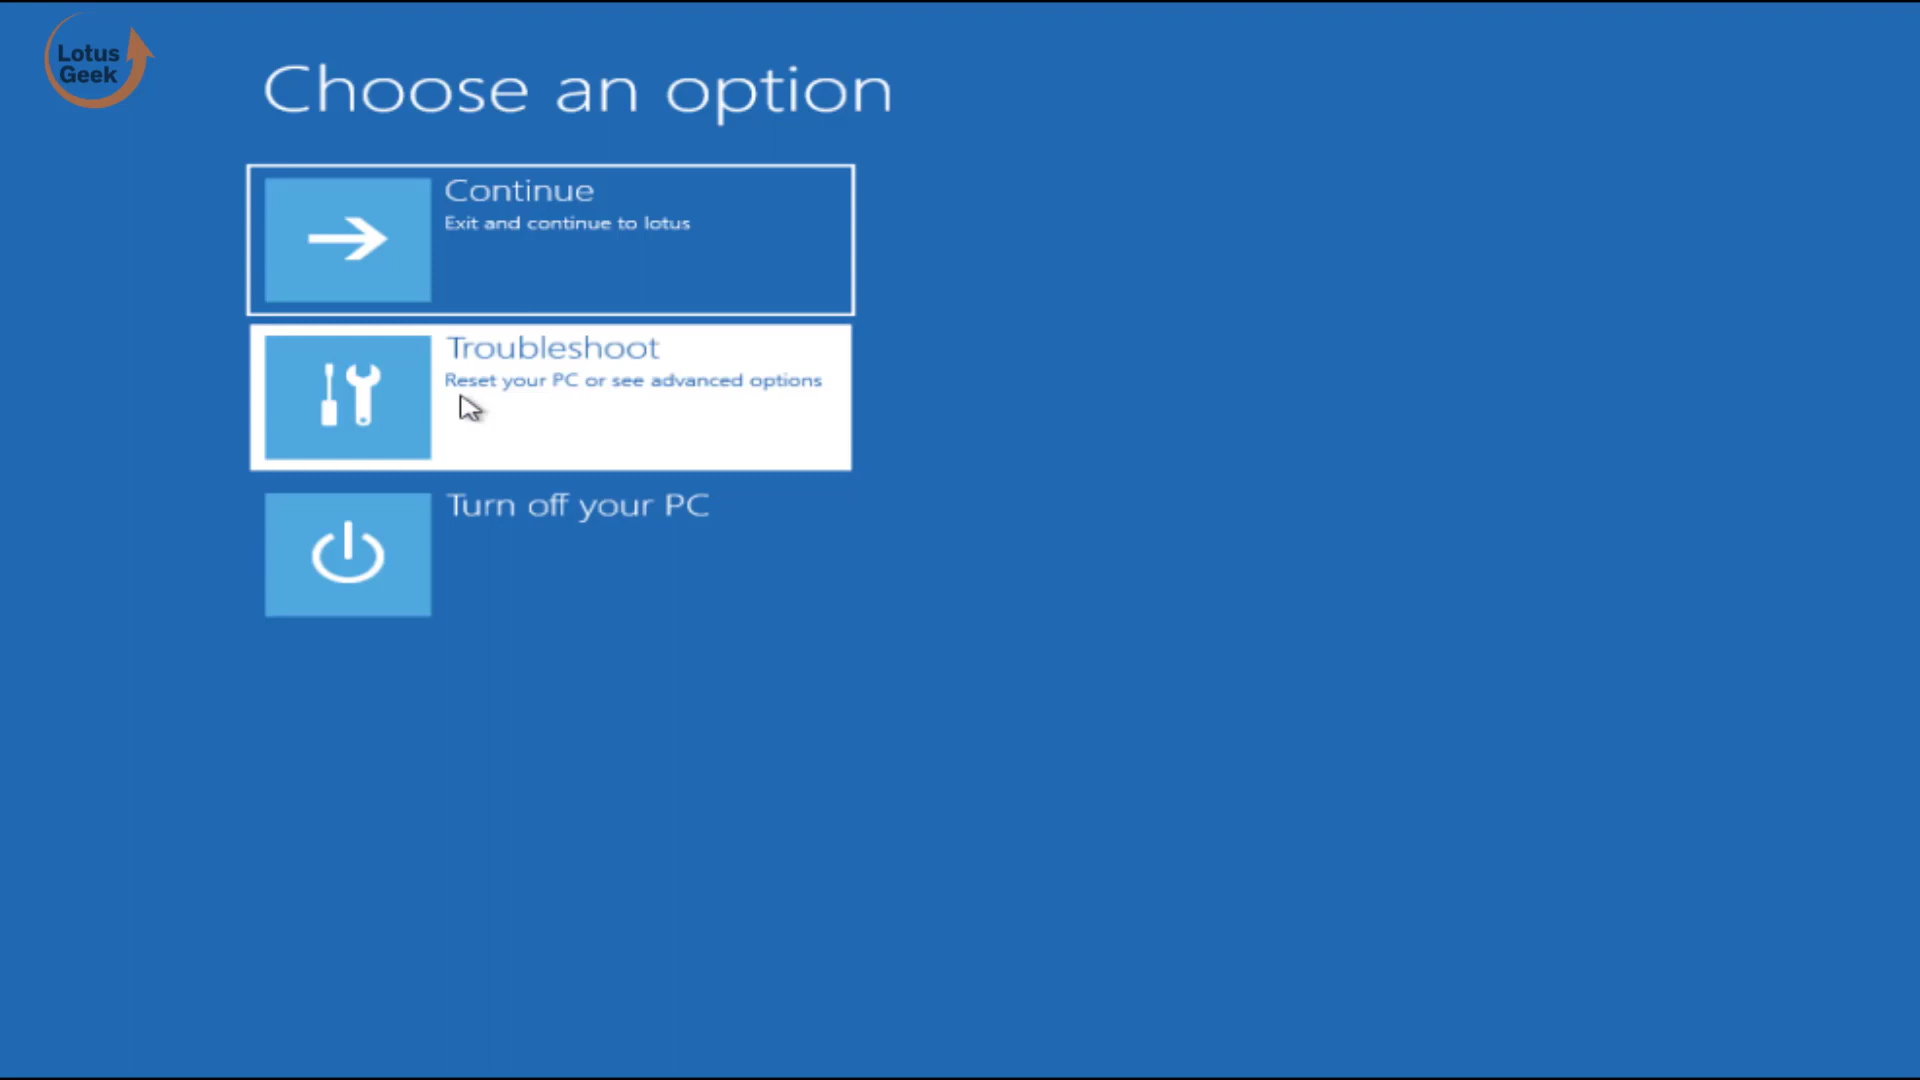 Lotus
Geek
Choose an option
Continue
Exit and continue to lotus
Troubleshoot
Reset your PC or see advanced options
Turn off your PC